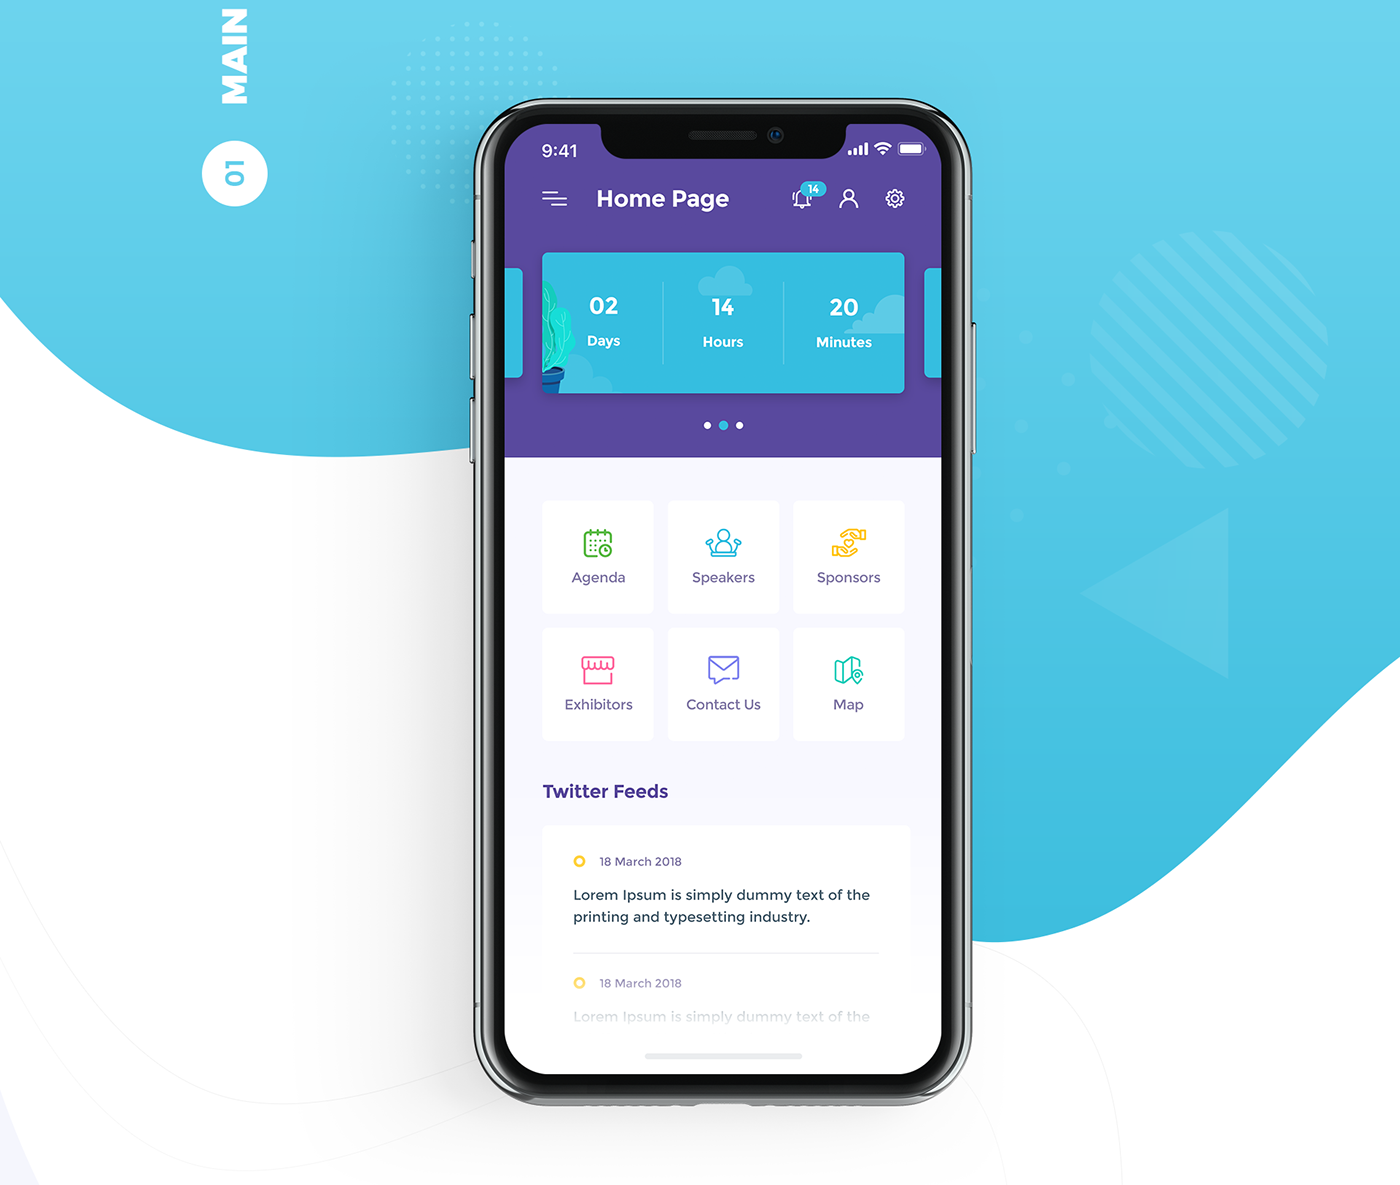 MAIN
01
9:41
Home Page
14
02
14
20
Days
Hours
Minutes
Agenda
Speakers
Sponsors
Exhibitors
Contact Us
Map
Twitter Feeds
18 March 2018
Lorem Ipsum is simply dummy text of the
printing and typesetting industry.
18 March 2018
Lorem Ipsum is simply dummy text of the